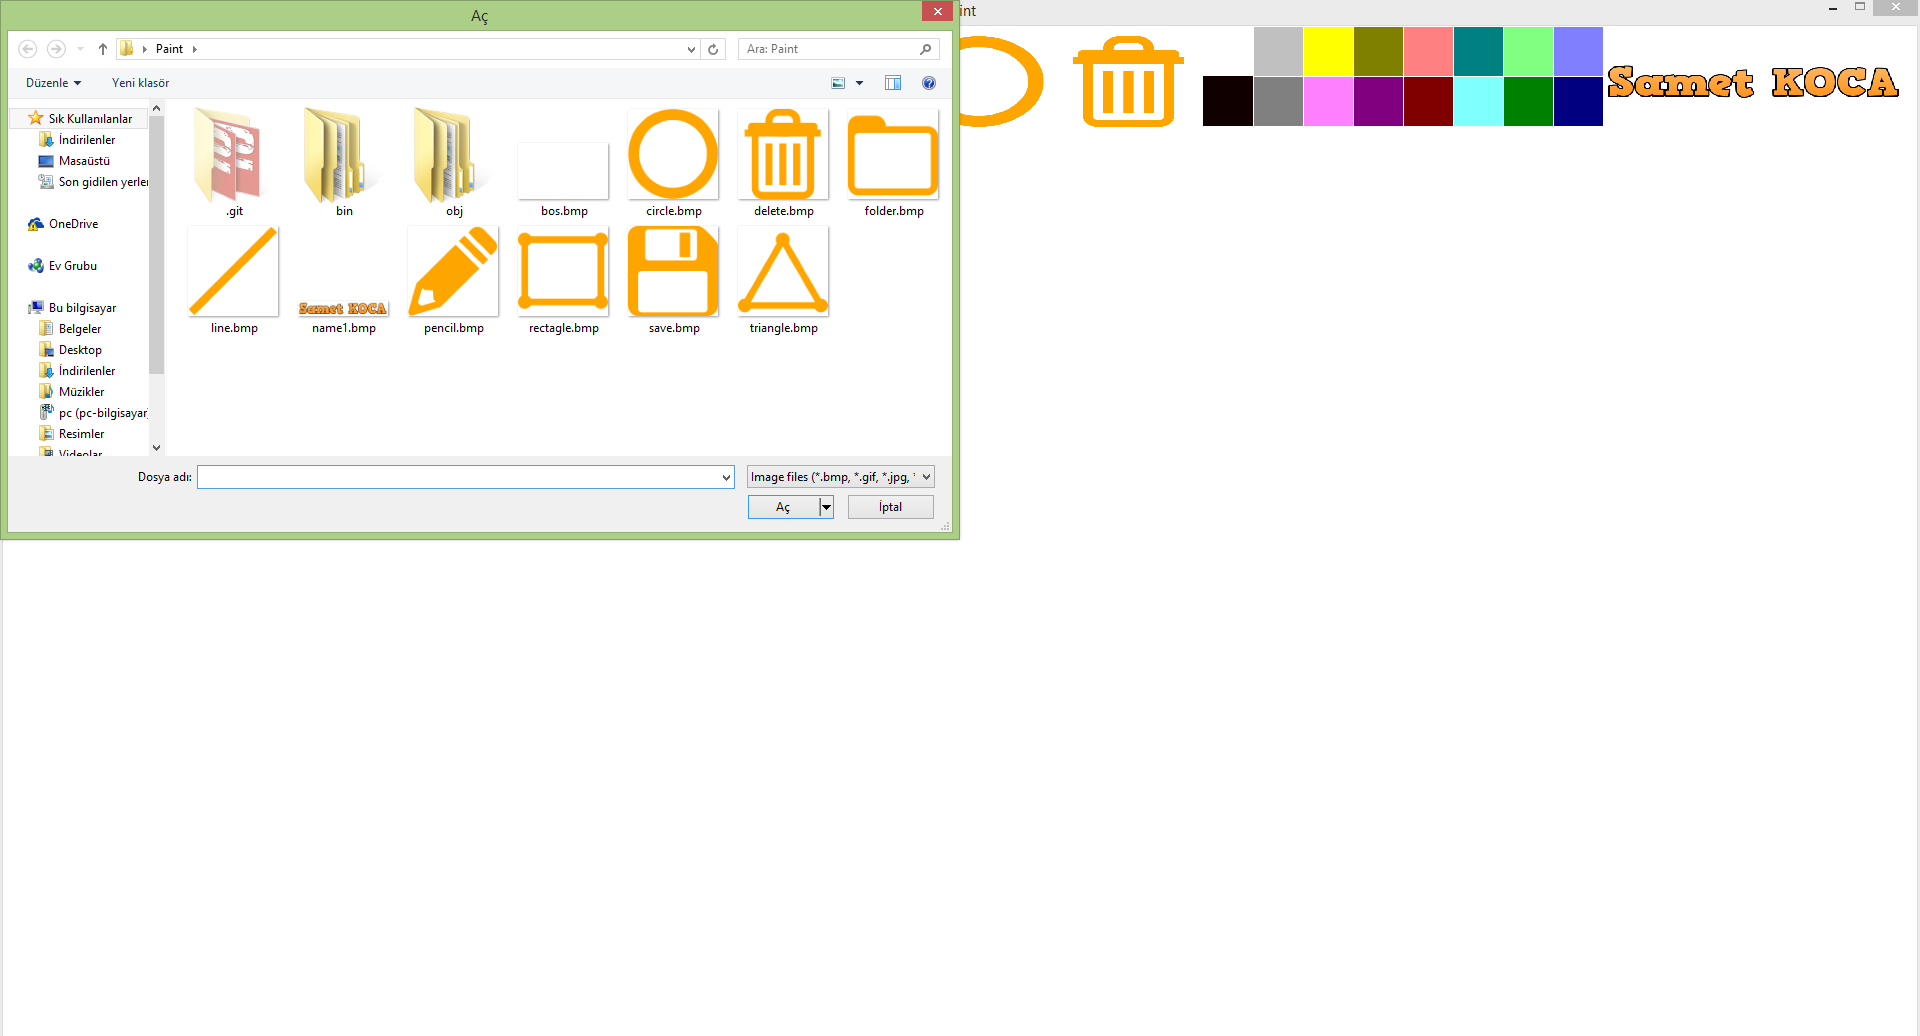 Aç
int
Paint
Ara: Paint
Düzenle
Yeni klasör
Samet KOCA
Sık Kullanılanlar
İndirilenler
Masaüstü
Son gidilen yerler
OneDrive
Ev Grubu
Bu bilgisayar
Belgeler
Desktop
İndirilenler
Müzikler
pc (pc-bilgisayar)
Resimler
Videolar
.git
bin
obj
bos.bmp
circle.bmp
delete.bmp
folder.bmp
Samet KOCA
line.bmp
name1.bmp
pencil.bmp
rectagle.bmp
save.bmp
triangle.bmp
Dosya adı:
Image files (*.bmp, *.gif, *.jpg, *
Aç
İptal